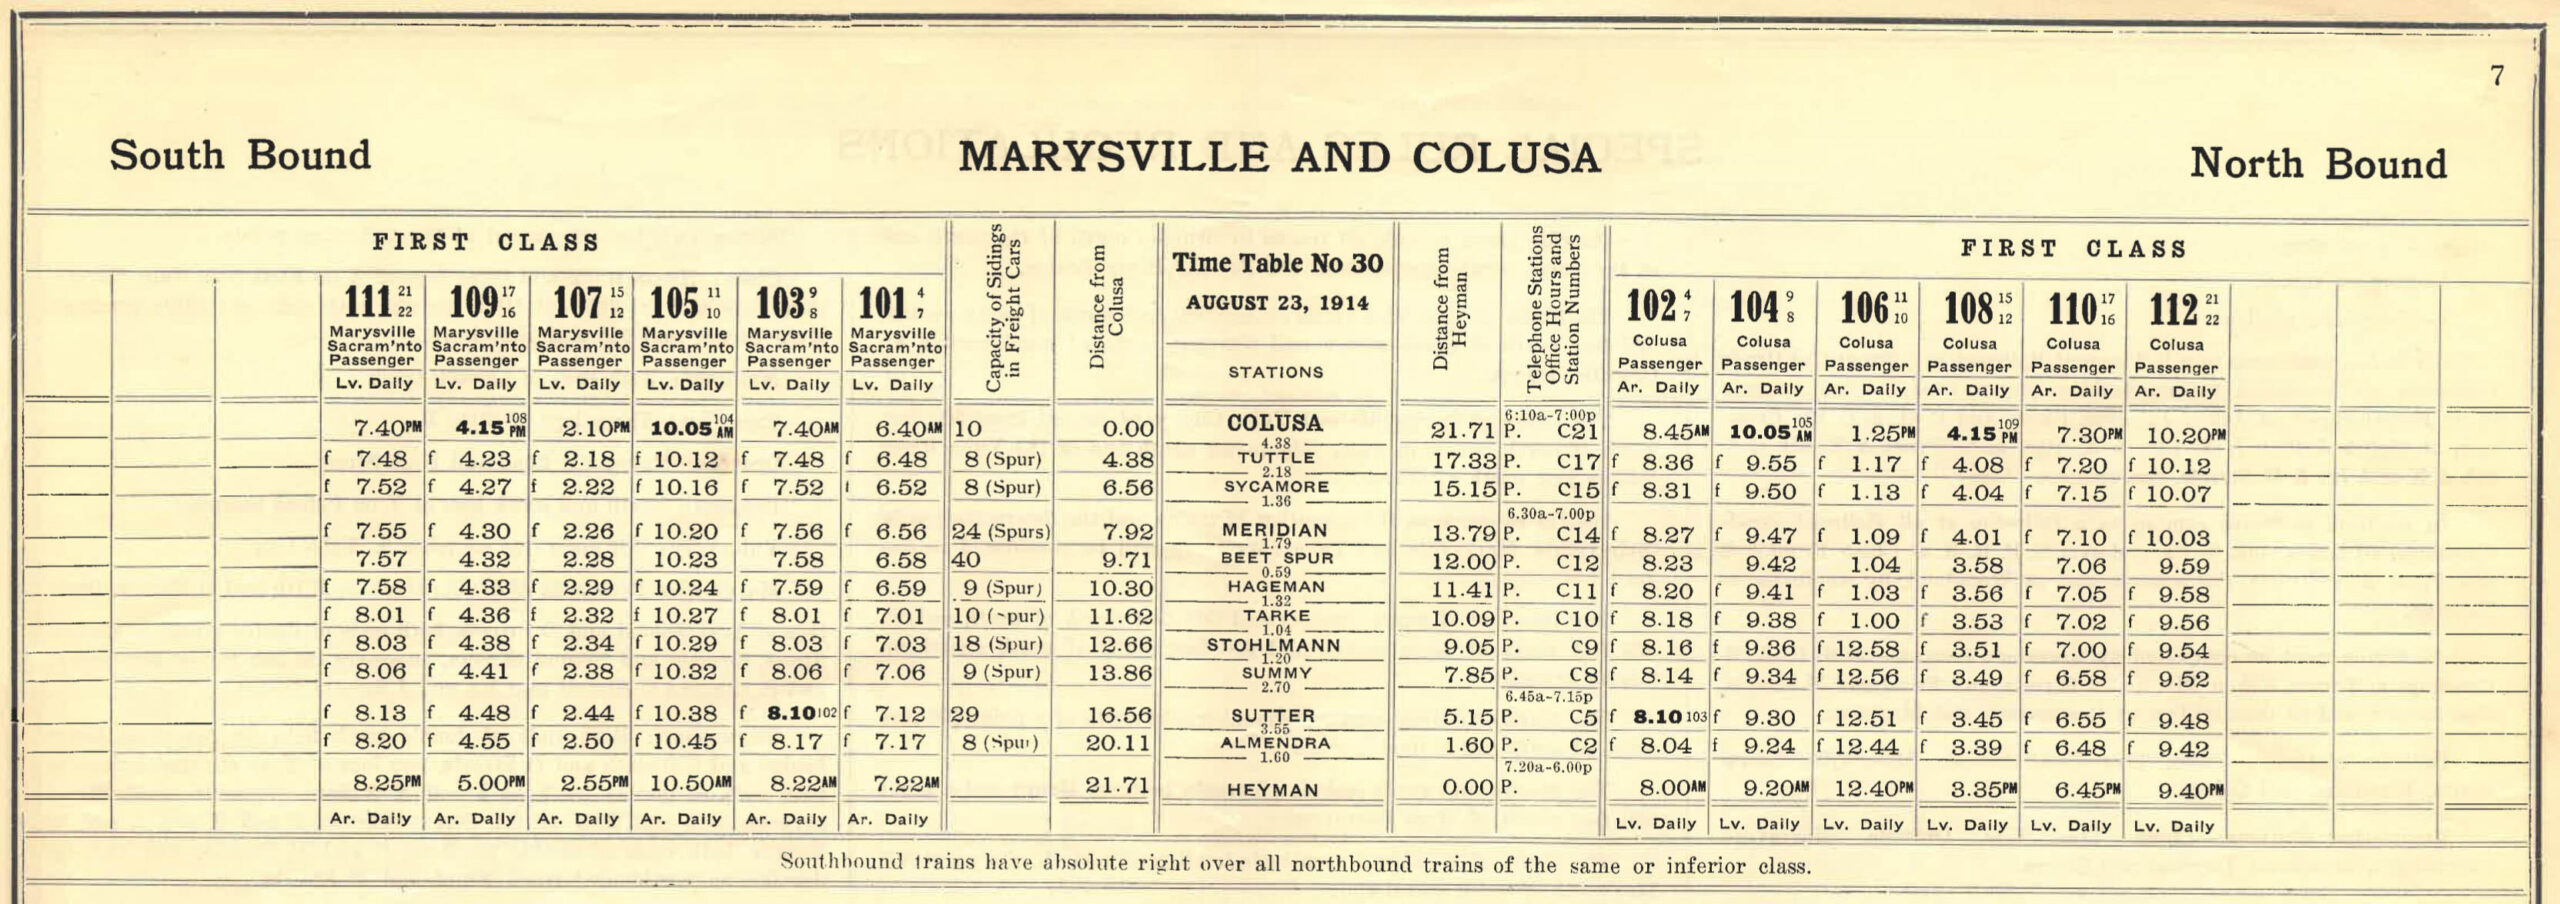 7
South Bound MARYSVILLE AND COLUSA North Bound
FIRST CLASS Capacity of Sidings in Freight Cars Distance from Colusa Time Table No 30 AUGUST 23, 1914 STATIONS Distance from Heyman Telephone Stations Office Hours and Station Numbers FIRST CLASS
111 21 22 109 17 16 107 15 12 105 11 10 103 9 8 101 4 7 102 4 7 104 9 8 106 11 10 108 15 12 110 17 16 112 21 22
Marysville Marysville Marysville Marysville Marysville Marysville Colusa Colusa Colusa Colusa Colusa Colusa
Sacram'nto Sacram'nto Sacram'nto Sacram'nto Sacram'nto Sacram'nto
Passenger Passenger Passenger Passenger Passenger Passenger Passenger Passenger Passenger Passenger Passenger Passenger
Lv. Daily Lv. Daily Lv. Daily Lv. Daily Lv. Daily Lv. Daily Ar. Daily Ar. Daily Ar. Daily Ar. Daily Ar. Daily Ar. Daily
6:10a-7:00p
7.40PM 4.15 108 PM 2.10PM 10.05 104 AM 7.40AM 6.40AM 10 0.00 COLUSA 21.71 P. C21 8.45AM 10.05 105 AM 1.25PM 4.15 109 PM 7.30PM 10.20PM
4.38
f 7.48 f 4.23 f 2.18 f 10.12 f 7.48 f 6.48 8 (Spur) 4.38 TUTTLE 17.33 P. C17 f 8.36 f 9.55 f 1.17 f 4.08 f 7.20 f 10.12
2.18
f 7.52 f 4.27 f 2.22 f 10.16 f 7.52 6.52 8 (Spur) 6.56 SYCAMORE 15.15 P. C15 f 8.31 f 9.50 f 1.13 f 4.04 f 7.15 f 10.07
1.36
6.30a-7.00p
f 7.55 f 4.30 f 2.26 f 10.20 f 7.56 f 6.56 24 (Spurs) 7.92 MERIDIAN 13.79 P. C14 f 8.27 f 9.47 f 1.09 f 4.01 f 7.10 f 10.03
1.79
7.57 4.32 2.28 10.23 7.58 6.58 40 9.71 BEET SPUR 12.00 P. C12 8.23 9.42 1.04 3.58 7.06 9.59
0.59
f 7.58 f 4.33 f 2.29 f 10.24 f 7.59 f 6.59 9 (Spur) 10.30 HAGEMAN 11.41 P. C11 f 8.20 f 9.41 f 1.03 f 3.56 f 7.05 f 9.58
1.32
f 8.01 f 4.36 f 2.32 f 10.27 f 8.01 f 7.01 10 11.62 TARKE 10.09 P. C10 f 8.18 f 9.38 f 1.00 f 3.53 f 7.02 f 9.56
1.04
f 8.03 f 4.38 f 2.34 f 10.29 f 8.03 f 7.03 18 (Spur) 12.66 STOHLMANN 9.05 P. C9 f 8.16 f 9.36 f 12.58 f 3.51 f 7.00 f 9.54
1.20
f 8.06 f 4.41 f 2.38 f 10.32 f 8.06 f 7.06 9 (Spur) 13.86 SUMMY 7.85 P. C8 f 8.14 f 9.34 f 12.56 f 3.49 f 6.58 f 9.52
2.70
6.45a-7.15p
f 8.13 f 4.48 f 2.44 f 10.38 f 8.10 102 f 7.12 29 16.56 SUTTER 5.15 P. C5 f 8.10 103 f 9.30 f 12.51 f 3.45 f 6.55 f 9.48
3.55
f 8.20 f 4.55 f 2.50 f 10.45 f 8.17 f 7.17 8 (Spur) 20.11 ALMENDRA 1.60 P. C2 f 8.04 f 9.24 f 12.44 f 3.39 f 6.48 f 9.42
1.60
7.20a-6.00p
8.25PM 5.00PM 2.55PM 10.50AM 8.22AM 7.22AM 21.71 HEYMAN 0.00 P. 8.00AM 9.20AM 12.40PM 3.35PM 6.45PM 9.40PM
Ar. Daily Ar. Daily Ar. Daily Ar. Daily Ar. Daily Ar. Daily Lv. Daily Lv. Daily Lv. Daily Lv. Daily Lv. Daily Lv. Daily
Southbound trains have absolute right over all northbound trains of the same or inferior class.